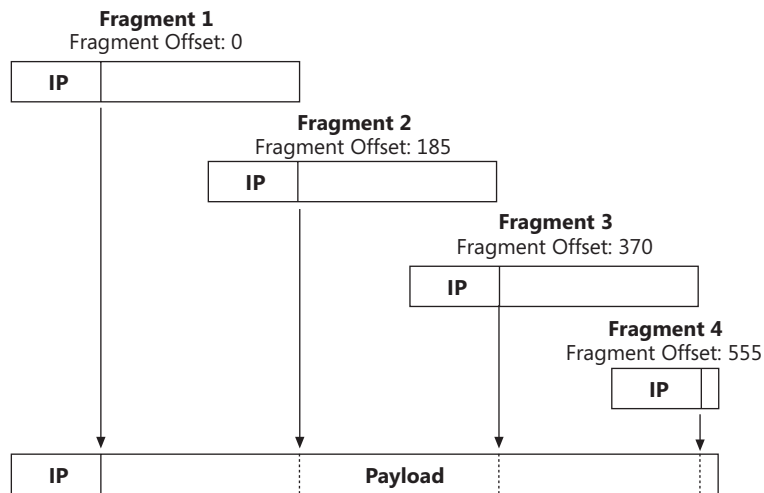 Fragment 1
Fragment Offset: 0
IP
Fragment 2
Fragment Offset: 185
IP
Fragment 3
Fragment Offset: 370
IP
Fragment 4
Fragment Offset: 555
IP
IP Payload